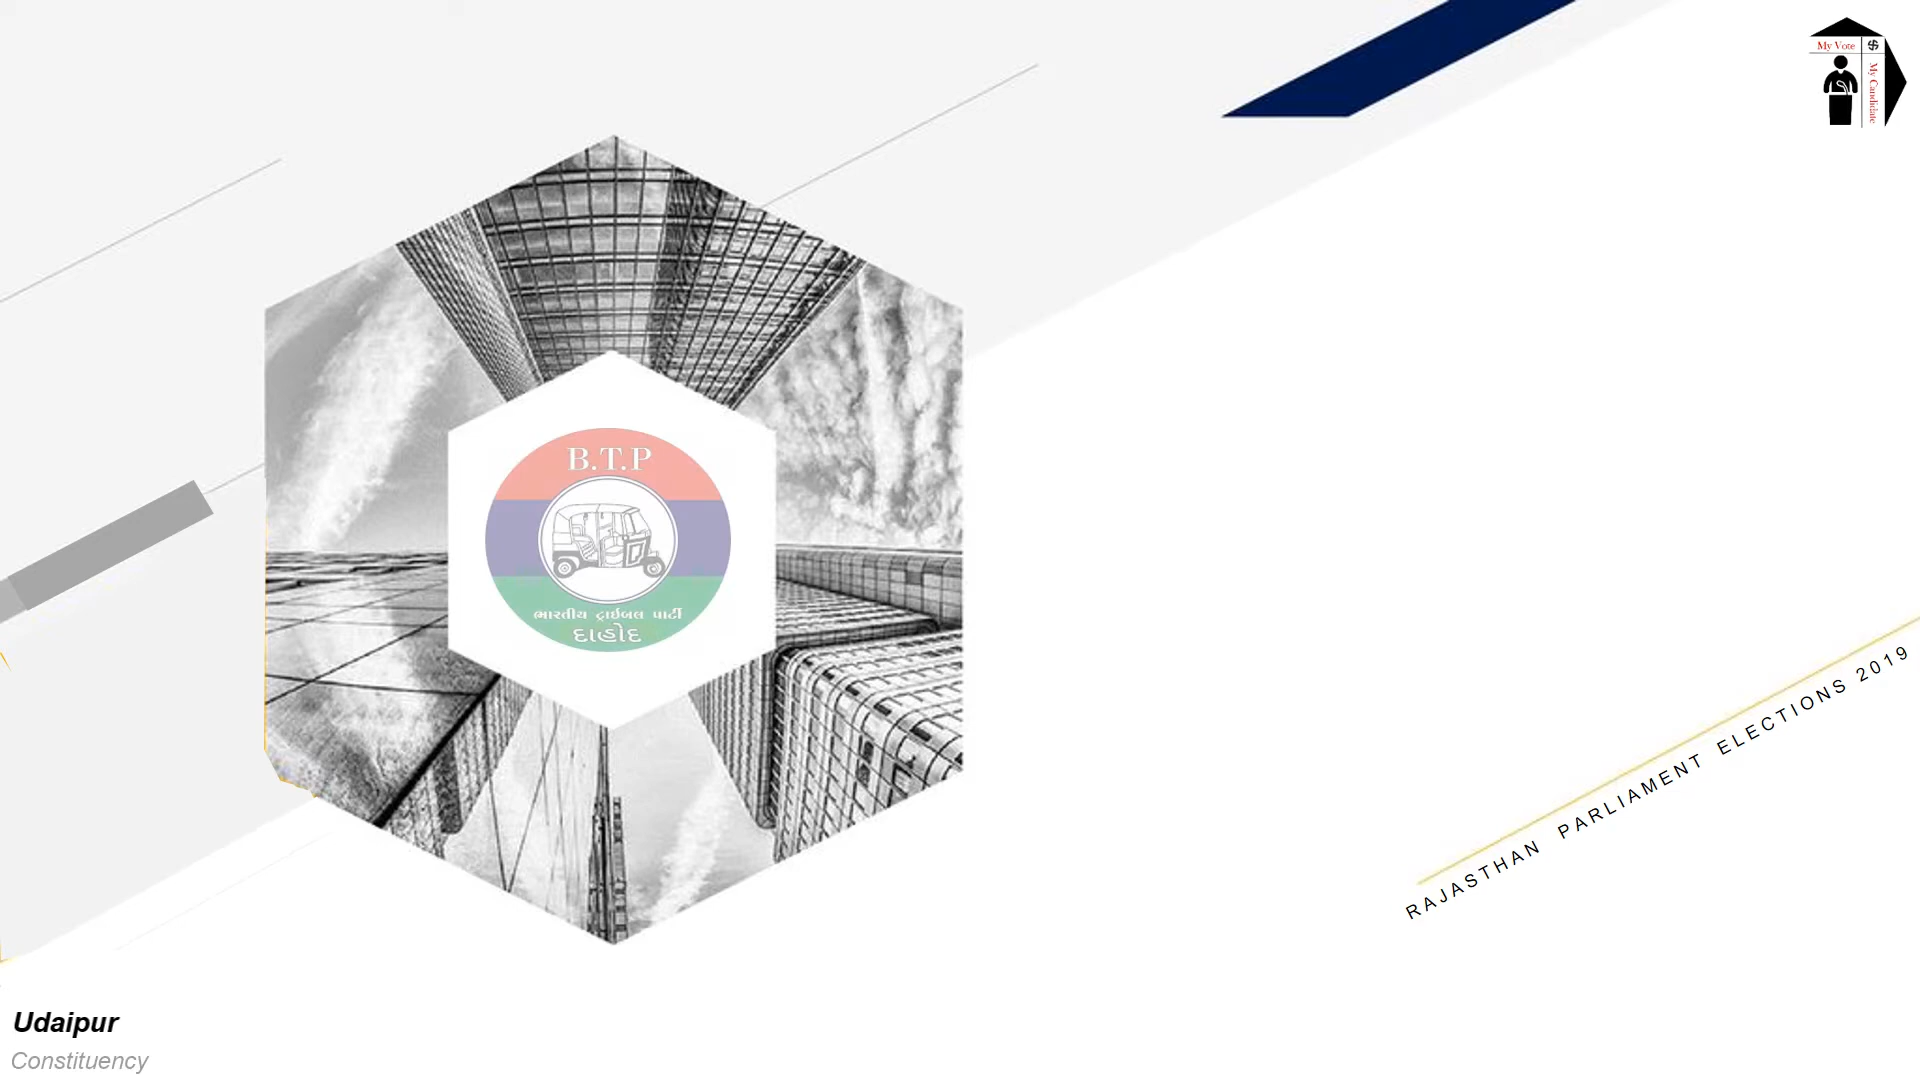 My Vote
My Candidate
B.T.P
ભારતીય ટ્રાઈબલ પાર્ટી
દાહોદ
RAJASTHAN PARLIAMENT ELECTIONS 2019
Udaipur
Constituency